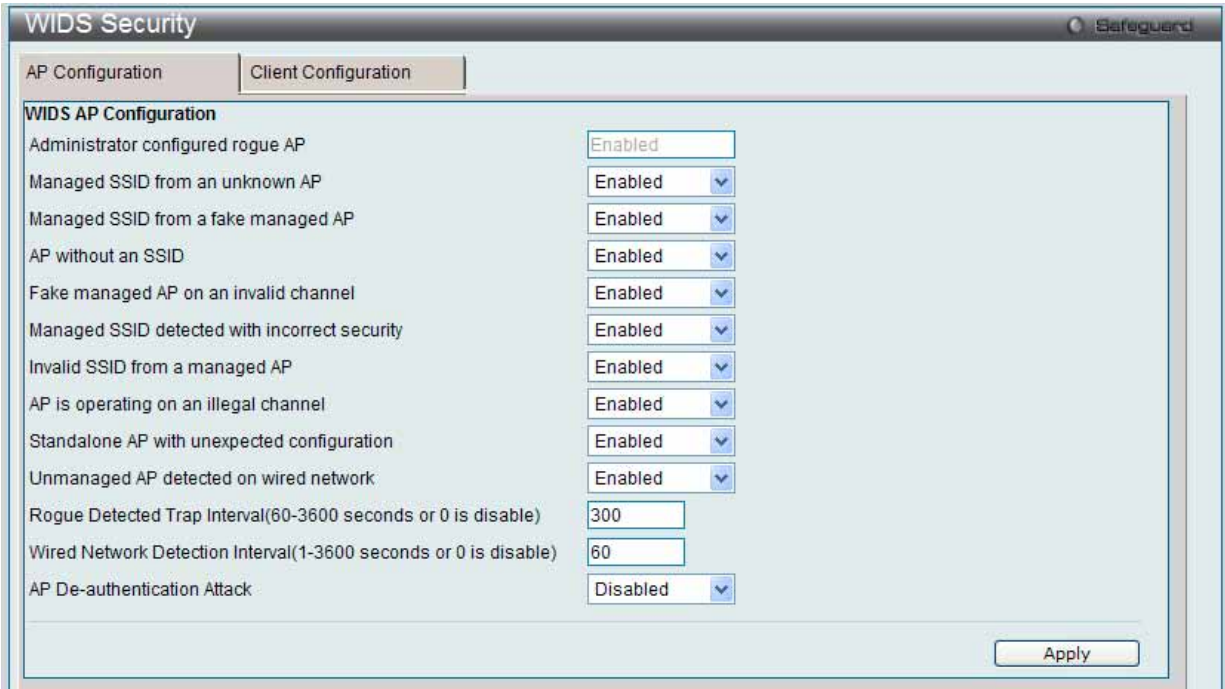 WIDS Security
Safeguard
AP Configuration
Client Configuration
WIDS AP Configuration
Administrator configured rogue AP Enabled
Managed SSID from an unknown AP Enabled
Managed SSID from a fake managed AP Enabled
AP without an SSID Enabled
Fake managed AP on an invalid channel Enabled
Managed SSID detected with incorrect security Enabled
Invalid SSID from a managed AP Enabled
AP is operating on an illegal channel Enabled
Standalone AP with unexpected configuration Enabled
Unmanaged AP detected on wired network Enabled
Rogue Detected Trap Interval(60-3600 seconds or 0 is disable) 300
Wired Network Detection Interval(1-3600 seconds or 0 is disable) 60
AP De-authentication Attack Disabled
Apply